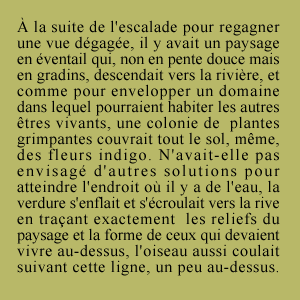 À la suite de l'escalade pour regagner
une vue dégagée, il y avait un paysage
en éventail qui, non en pente douce mais
en gradins, descendait vers la rivière, et
comme pour envelopper un domaine
dans lequel pourraient habiter les autres
êtres vivants, une colonie de plantes
grimpantes couvrait tout le sol, même,
des fleurs indigo. N'avait-elle pas
envisagé d'autres solutions pour
atteindre l'endroit où il y a de l'eau, la
verdure s'enflait et s'écroulait vers la rive
en traçant exactement les reliefs du
paysage et la forme de ceux qui devaient
vivre au-dessus, l'oiseau aussi coulait
suivant cette ligne, un peu au-dessus.